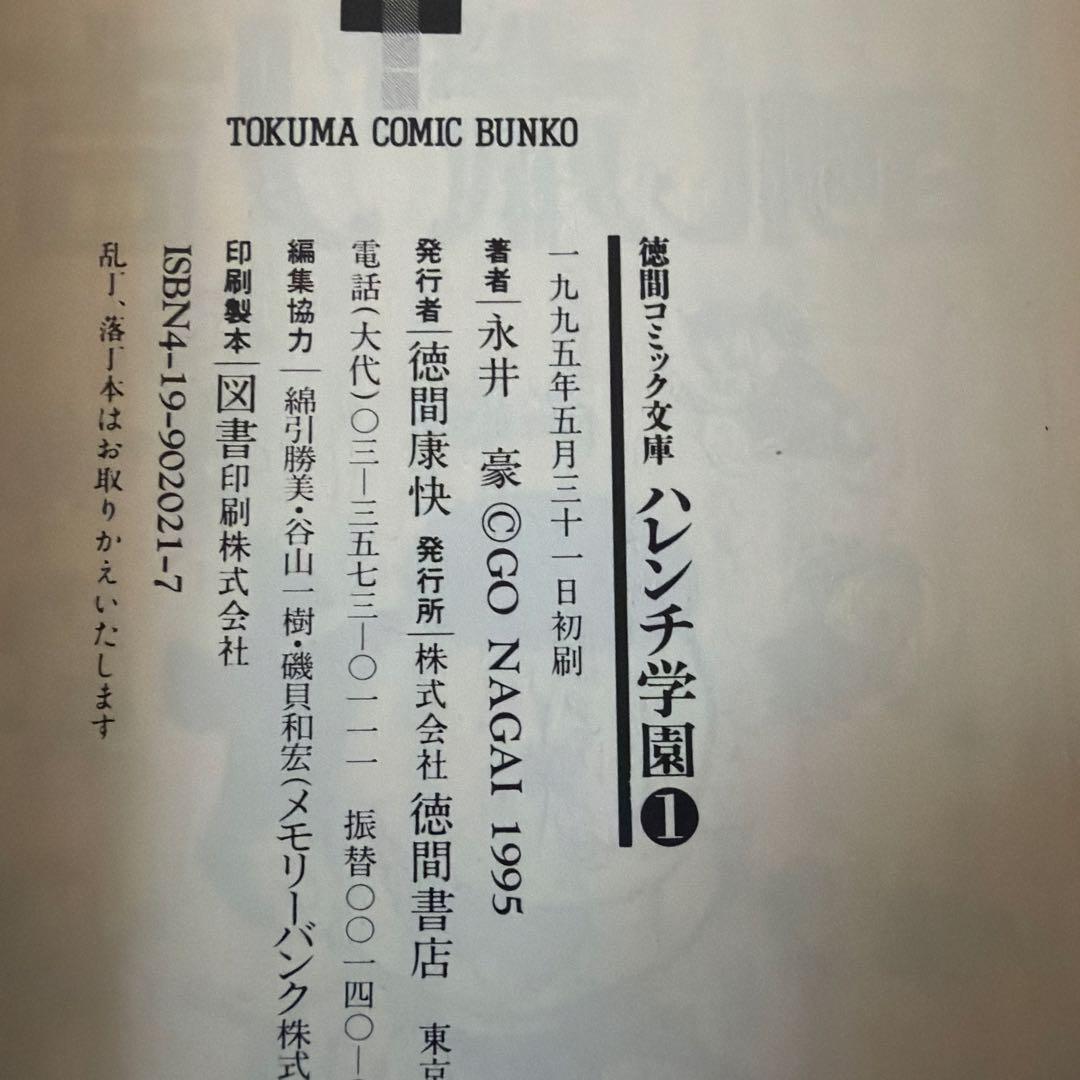 TOKUMA COMIC BUNKO
徳間コミック文庫 ハレンチ学園❶
一九九五年五月三十一日初刷
著者 永井 豪 ©GO NAGAI 1995
発行者 徳間康快 発行所 株式会社 徳間書店 東京
電話(大代)〇三―三五七三―〇一一一 振替〇〇一四〇―
編集協力 綿引勝美・谷山一樹・磯貝和宏(メモリーバンク株式
印刷製本 図書印刷株式会社
ISBN4-19-902021-7
乱丁、落丁本はお取りかえいたします